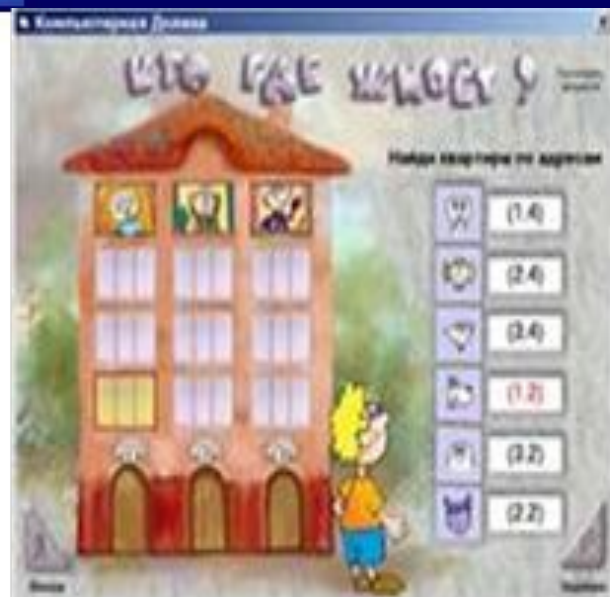 Компьютерная Долина
КТО ГДЕ ЖИВЕТ?
Найди квартиры по адресам
(1.4)
(2.4)
(3.4)
(1.2)
(3.2)
(2.2)